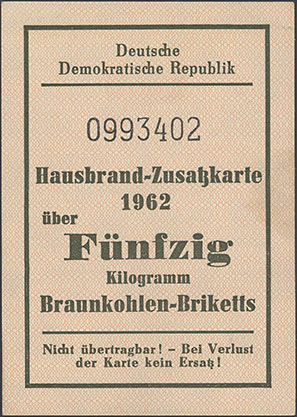 Deutsche
Demokratische Republik
0993402
Hausbrand-Zusatzkarte
1962
über
Fünfzig
Kilogramm
Braunkohlen-Briketts
Nicht übertragbar! – Bei Verlust
der Karte kein Ersatz!